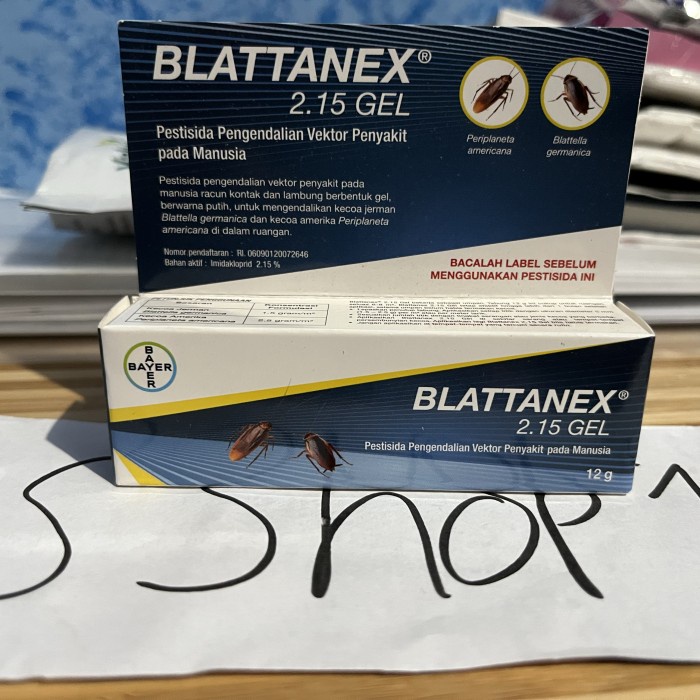 BLATTANEX®
2.15 GEL
Pestisida Pengendalian Vektor Penyakit
pada Manusia
Periplaneta
americana
Blattella
germanica
Pestisida pengendalian vektor penyakit pada
manusia racun kontak dan lambung berbentuk gel,
berwarna putih, untuk mengendalikan kecoa jerman
Blattella germanica dan kecoa amerika Periplaneta
americana di dalam ruangan.
Nomor pendaftaran : RI. 06090120072646
Bahan aktif : Imidakloprid 2.15 %
BACALAH LABEL SEBELUM
MENGGUNAKAN PESTISIDA INI
BAYER
BAYER
BLATTANEX®
2.15 GEL
Pestisida Pengendalian Vektor Penyakit pada Manusia
12 g
S Shop